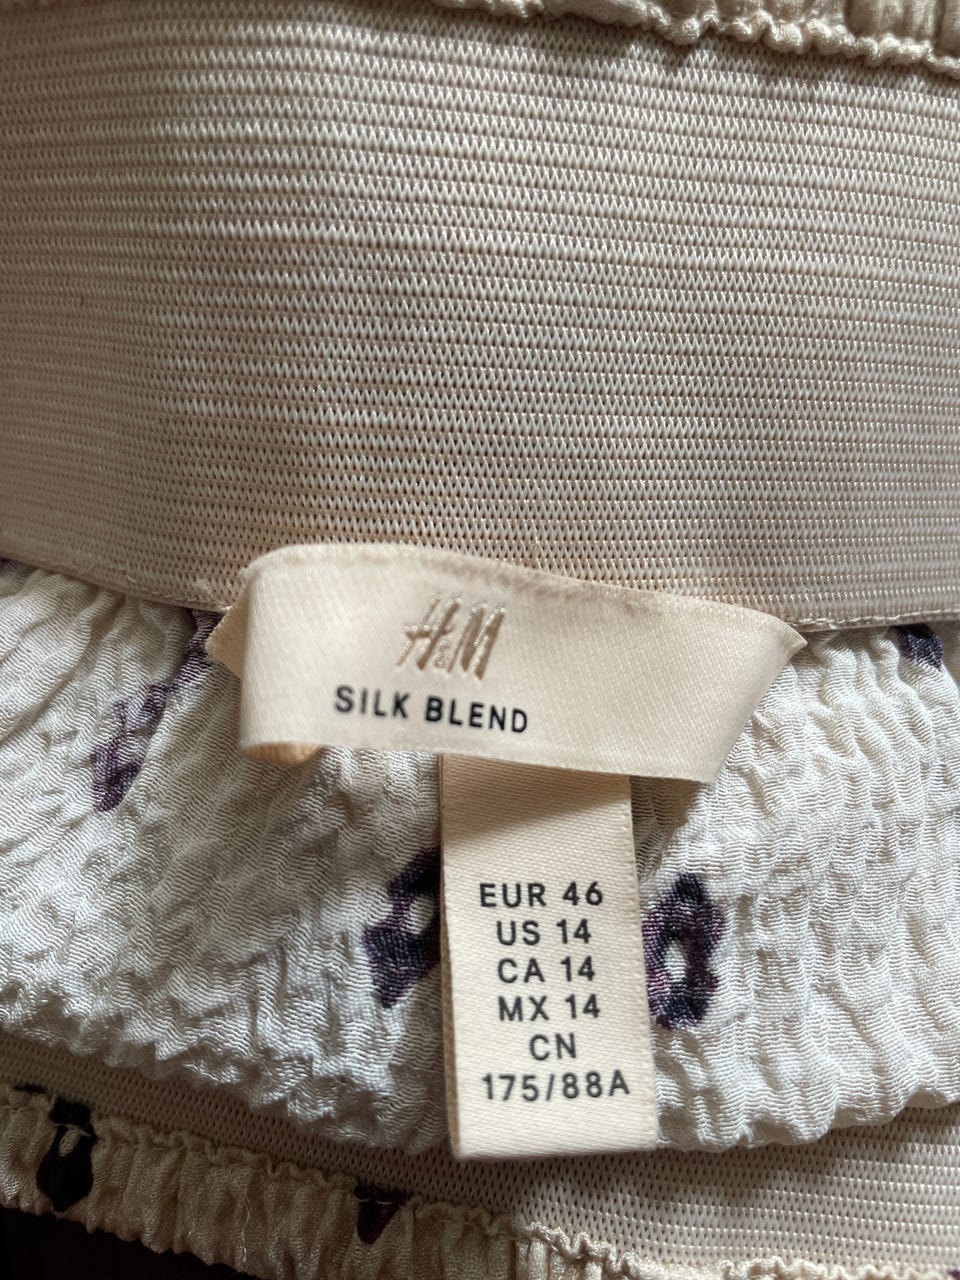 H&M
SILK BLEND
EUR 46
US 14
CA 14
MX 14
CN
175/88A